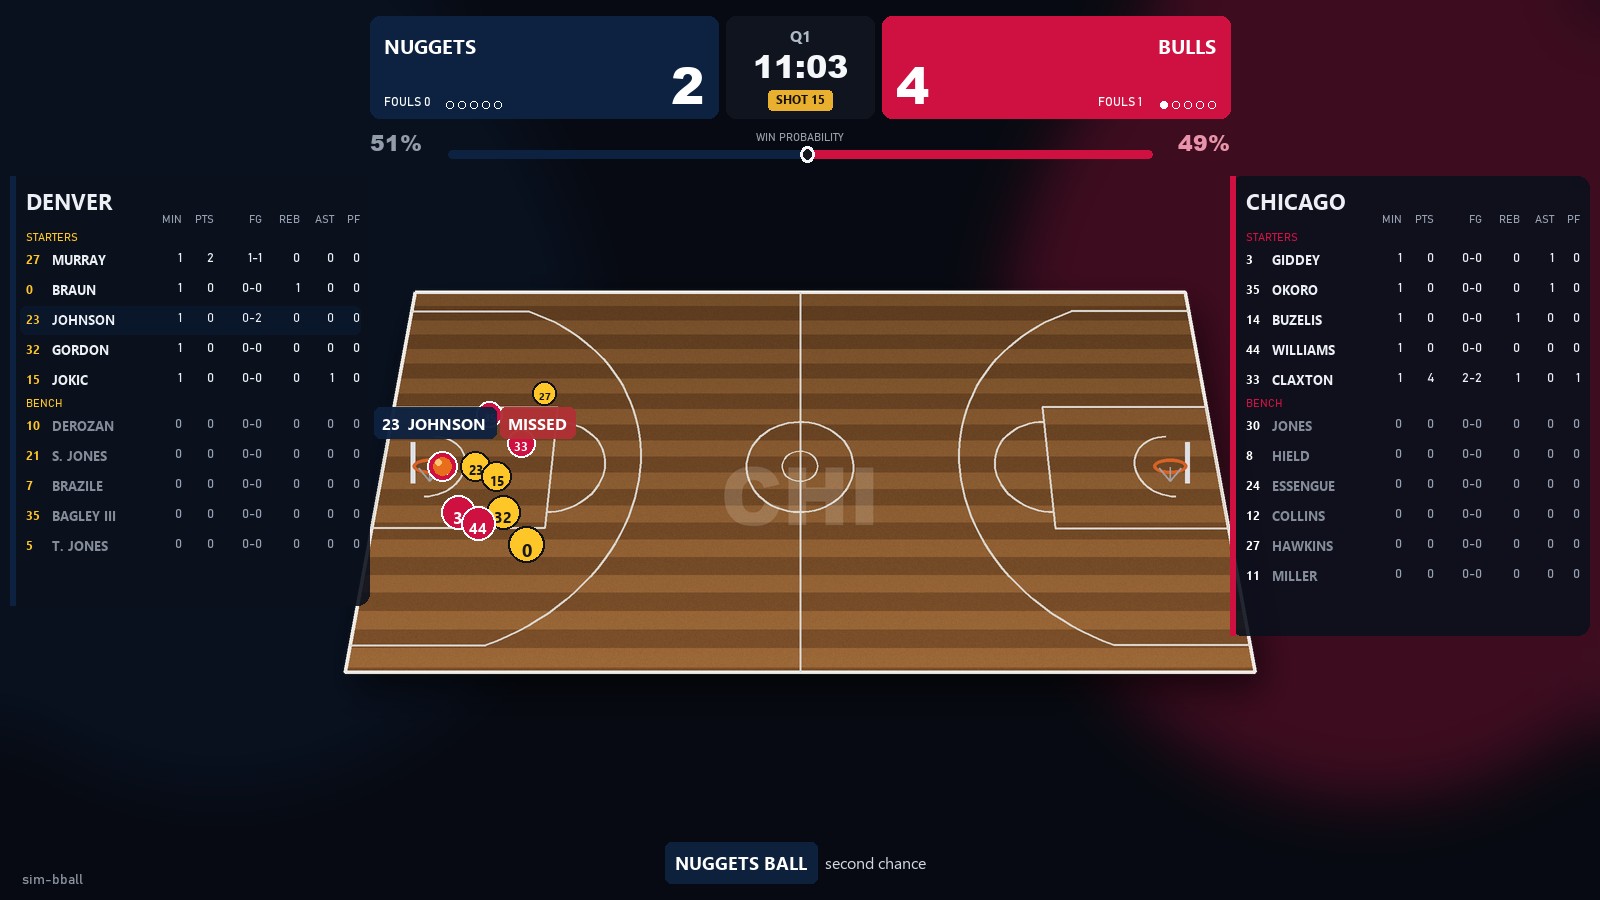 NUGGETS
2
FOULS 0
Q1
11:03
SHOT 15
BULLS
4
FOULS 1
51%
WIN PROBABILITY
49%
DENVER
MIN PTS FG REB AST PF
STARTERS
27 MURRAY 1 2 1-1 0 0 0
0 BRAUN 1 0 0-0 1 0 0
23 JOHNSON 1 0 0-2 0 0 0
32 GORDON 1 0 0-0 0 0 0
15 JOKIC 1 0 0-0 0 1 0
BENCH
10 DEROZAN 0 0 0-0 0 0 0
21 S. JONES 0 0 0-0 0 0 0
7 BRAZILE 0 0 0-0 0 0 0
35 BAGLEY III 0 0 0-0 0 0 0
5 T. JONES 0 0 0-0 0 0 0
CHICAGO
MIN PTS FG REB AST PF
STARTERS
3 GIDDEY 1 0 0-0 0 1 0
35 OKORO 1 0 0-0 0 1 0
14 BUZELIS 1 0 0-0 1 0 0
44 WILLIAMS 1 0 0-0 0 0 0
33 CLAXTON 1 4 2-2 1 0 1
BENCH
30 JONES 0 0 0-0 0 0 0
8 HIELD 0 0 0-0 0 0 0
24 ESSENGUE 0 0 0-0 0 0 0
12 COLLINS 0 0 0-0 0 0 0
27 HAWKINS 0 0 0-0 0 0 0
11 MILLER 0 0 0-0 0 0 0
27
23 JOHNSON MISSED
33
23
15
32
44
0
CHI
NUGGETS BALL second chance
sim-bball